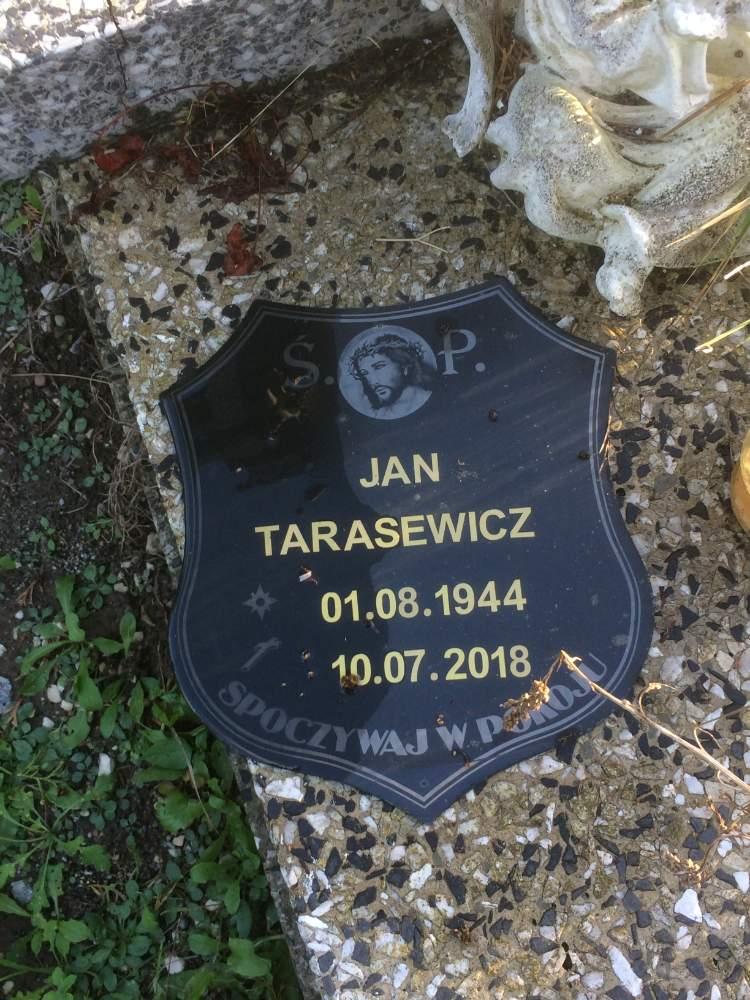 Ś. P.
JAN
TARASEWICZ
01.08.1944
10.07.2018
SPOCZYWAJ W POKOJU